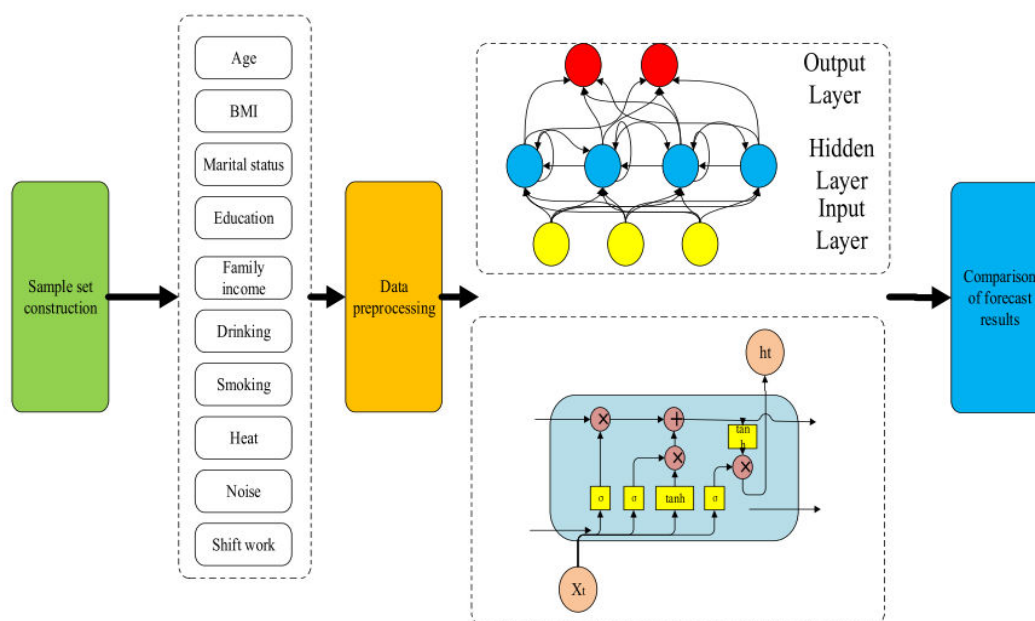 Sample set
construction
Age
BMI
Marital status
Education
Family
income
Drinking
Smoking
Heat
Noise
Shift work
Data
preprocessing
Output
Layer
Hidden
Layer
Input
Layer
ht
×
+
tan
h
×
×
σ
σ
tanh
σ
Xt
Comparison
of forecast
results